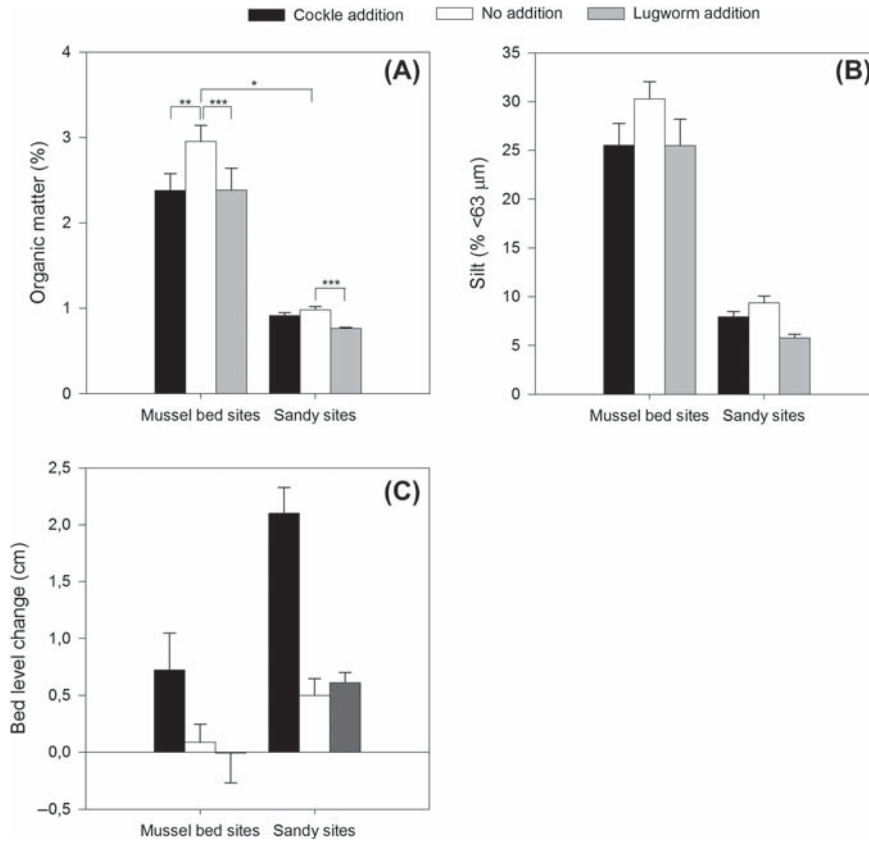 Cockle addition No addition Lugworm addition
(A)
4
3
2
1
0
Organic matter (%)
** *** *
***
Mussel bed sites Sandy sites
(B)
35
30
25
20
15
10
5
0
Silt (% <63 µm)
Mussel bed sites Sandy sites
(C)
2,5
2,0
1,5
1,0
0,5
0,0
–0,5
Bed level change (cm)
Mussel bed sites Sandy sites